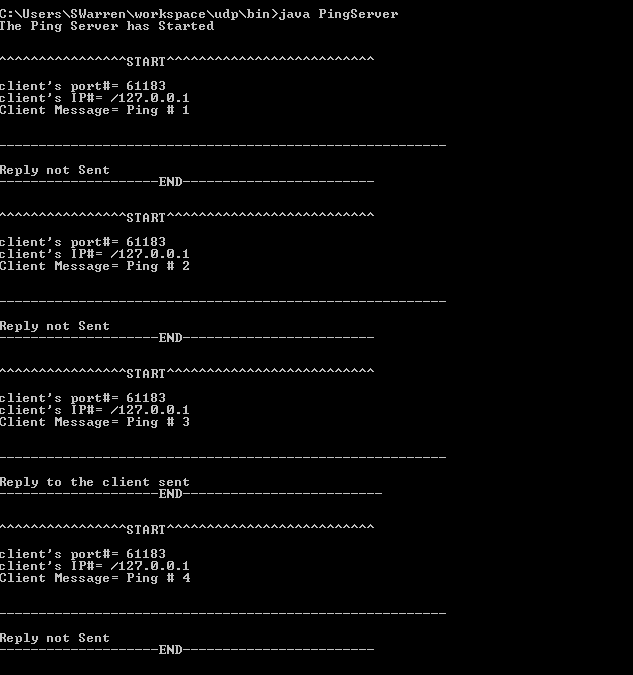 C:\Users\SWarren\workspace\udp\bin>java PingServer
The Ping Server has Started
^^^^^^^^^^^^^^^^START^^^^^^^^^^^^^^^^^^^^^^^^^^
client's port#= 61183
client's IP#= /127.0.0.1
Client Message= Ping # 1
--------------------------------------------------------
Reply not Sent
--------------------END------------------------
^^^^^^^^^^^^^^^^START^^^^^^^^^^^^^^^^^^^^^^^^^^
client's port#= 61183
client's IP#= /127.0.0.1
Client Message= Ping # 2
--------------------------------------------------------
Reply not Sent
--------------------END------------------------
^^^^^^^^^^^^^^^^START^^^^^^^^^^^^^^^^^^^^^^^^^^
client's port#= 61183
client's IP#= /127.0.0.1
Client Message= Ping # 3
--------------------------------------------------------
Reply to the client sent
--------------------END-------------------------
^^^^^^^^^^^^^^^^START^^^^^^^^^^^^^^^^^^^^^^^^^^
client's port#= 61183
client's IP#= /127.0.0.1
Client Message= Ping # 4
--------------------------------------------------------
Reply not Sent
--------------------END------------------------